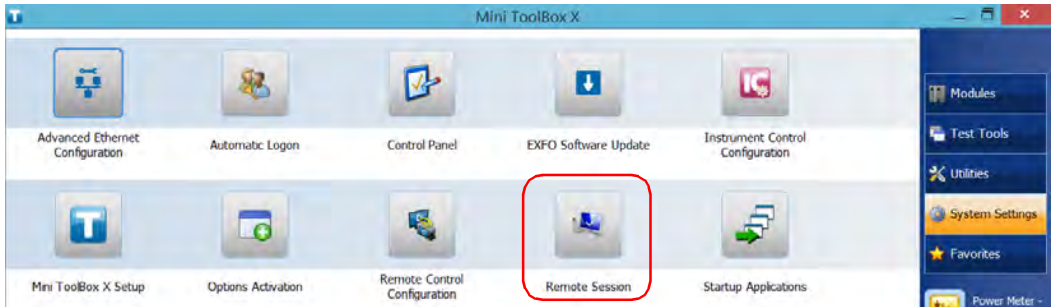 Mini ToolBox X
Modules
Advanced Ethernet
Configuration
Automatic Logon
Control Panel
EXFO Software Update
Instrument Control
Configuration
Test Tools
Utilities
System Settings
Mini ToolBox X Setup
Options Activation
Remote Control
Configuration
Remote Session
Startup Applications
Favorites
Power Meter -